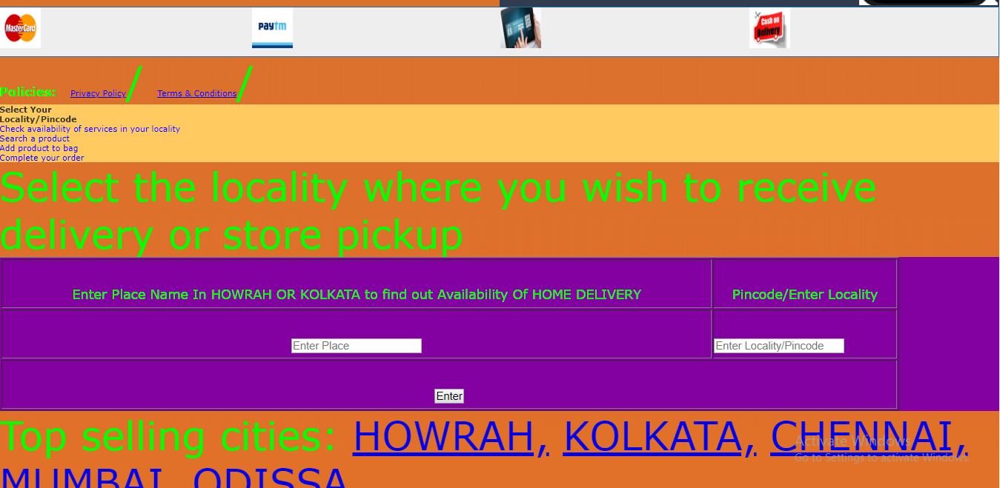 MasterCard
Paytm
Cash on
Delivery
Policies: Privacy Policy/ Terms & Conditions/
Select Your
Locality/Pincode
Check availability of services in your locality
Search a product
Add product to bag
Complete your order
Select the locality where you wish to receive
delivery or store pickup
Enter Place Name In HOWRAH OR KOLKATA to find out Availability Of HOME DELIVERY
Pincode/Enter Locality
Enter Place
Enter Locality/Pincode
Enter
Top selling cities: HOWRAH, KOLKATA, CHENNAI,
MUMBAI, ODISSA
Activate Windows
Go to Settings to activate Windows.